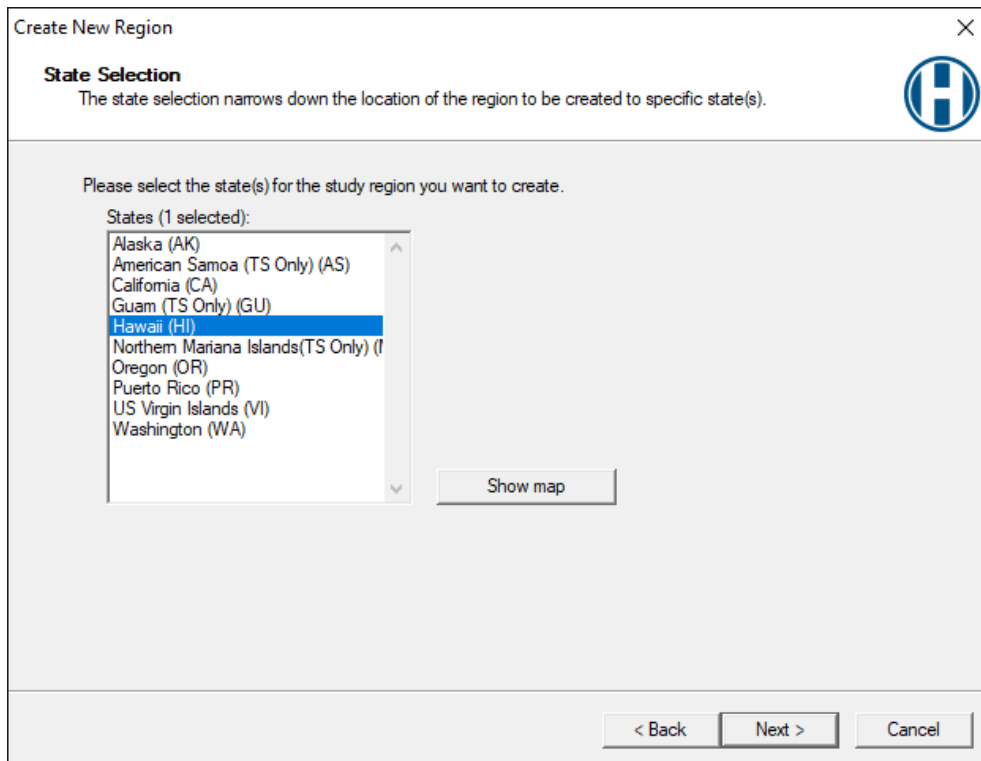 Create New Region
State Selection
The state selection narrows down the location of the region to be created to specific state(s).
Please select the state(s) for the study region you want to create.
States (1 selected):
Alaska (AK)
American Samoa (TS Only) (AS)
California (CA)
Guam (TS Only) (GU)
Hawaii (HI)
Northern Mariana Islands(TS Only) (
Oregon (OR)
Puerto Rico (PR)
US Virgin Islands (VI)
Washington (WA)
Show map
< Back
Next >
Cancel